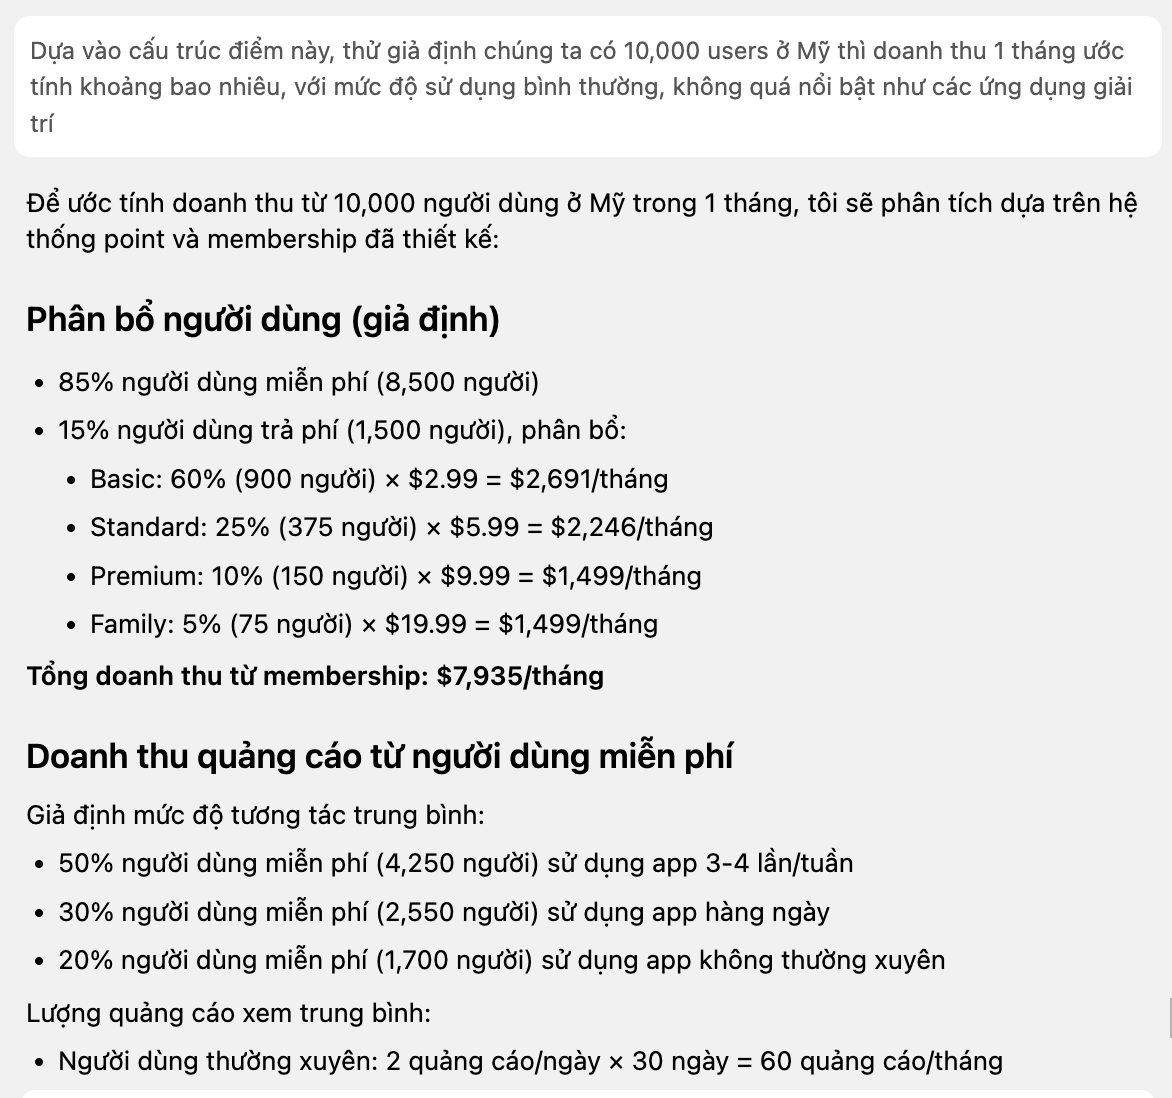 Dựa vào cấu trúc điểm này, thử giả định chúng ta có 10,000 users ở Mỹ thì doanh thu 1 tháng ước
tính khoảng bao nhiêu, với mức độ sử dụng bình thường, không quá nổi bật như các ứng dụng giải
trí
Để ước tính doanh thu từ 10,000 người dùng ở Mỹ trong 1 tháng, tôi sẽ phân tích dựa trên hệ
thống point và membership đã thiết kế:
Phân bổ người dùng (giả định)
• 85% người dùng miễn phí (8,500 người)
• 15% người dùng trả phí (1,500 người), phân bổ:
• Basic: 60% (900 người) × $2.99 = $2,691/tháng
• Standard: 25% (375 người) × $5.99 = $2,246/tháng
• Premium: 10% (150 người) × $9.99 = $1,499/tháng
• Family: 5% (75 người) × $19.99 = $1,499/tháng
Tổng doanh thu từ membership: $7,935/tháng
Doanh thu quảng cáo từ người dùng miễn phí
Giả định mức độ tương tác trung bình:
• 50% người dùng miễn phí (4,250 người) sử dụng app 3-4 lần/tuần
• 30% người dùng miễn phí (2,550 người) sử dụng app hàng ngày
• 20% người dùng miễn phí (1,700 người) sử dụng app không thường xuyên
Lượng quảng cáo xem trung bình:
• Người dùng thường xuyên: 2 quảng cáo/ngày × 30 ngày = 60 quảng cáo/tháng